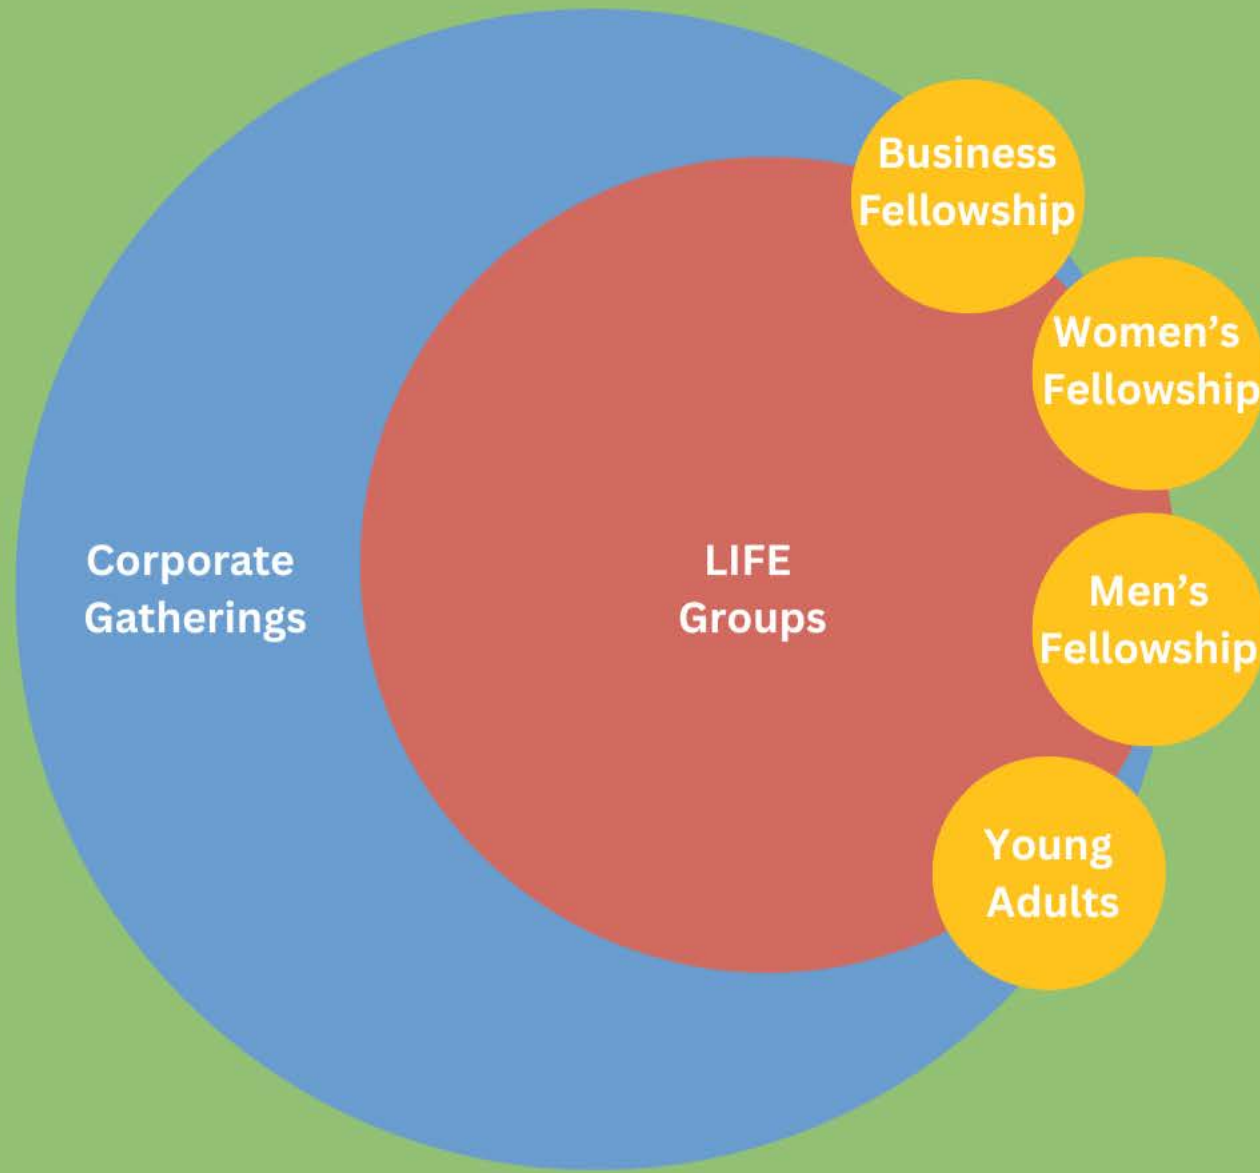 Business
Fellowship
Women’s
Fellowship
Corporate
Gatherings
LIFE
Groups
Men’s
Fellowship
Young
Adults